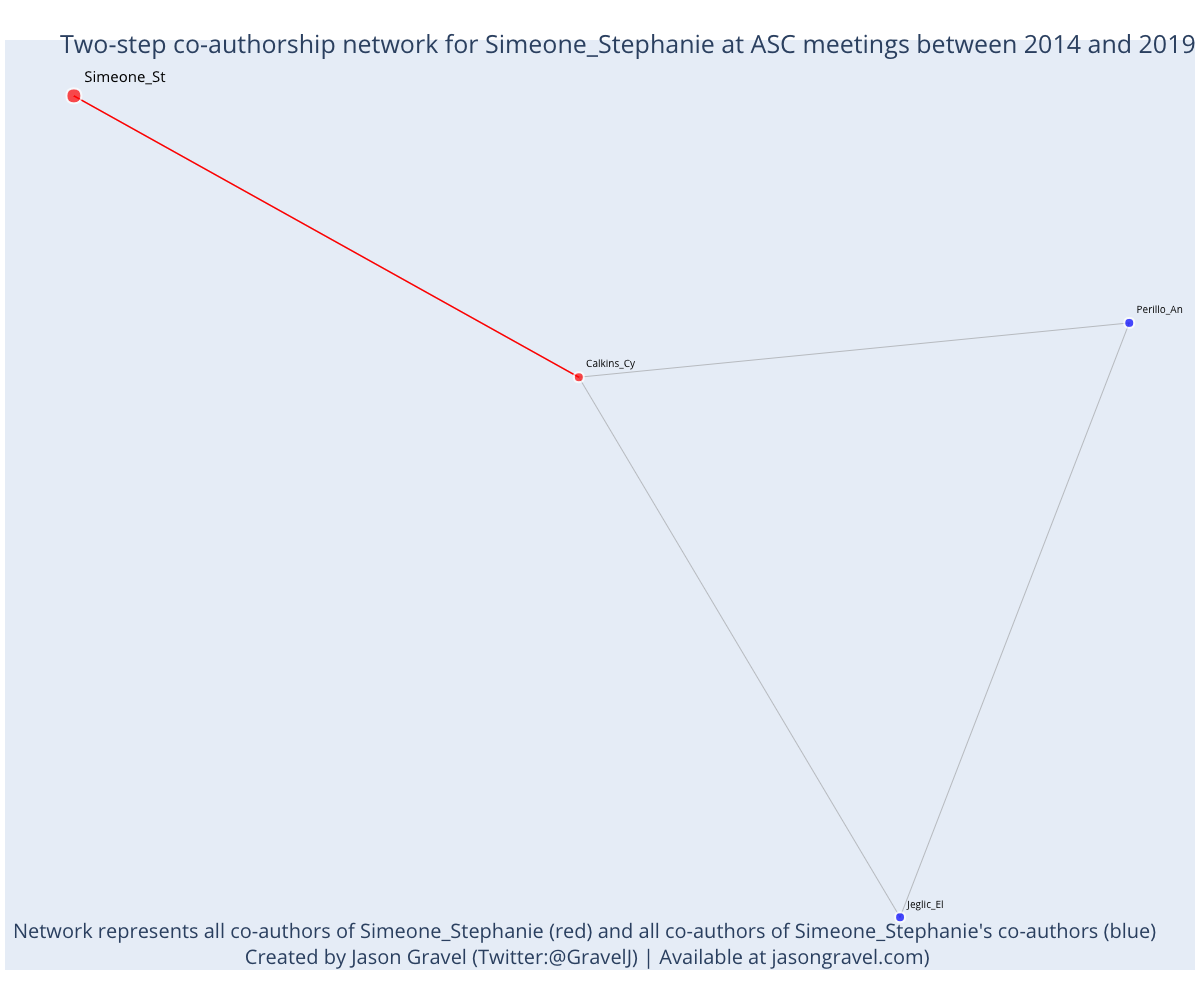 Two-step co-authorship network for Simeone_Stephanie at ASC meetings between 2014 and 2019
Simeone_St
Perillo_An
Calkins_Cy
Jeglic_El
Network represents all co-authors of Simeone_Stephanie (red) and all co-authors of Simeone_Stephanie's co-authors (blue)
Created by Jason Gravel (Twitter:@GravelJ) | Available at jasongravel.com)